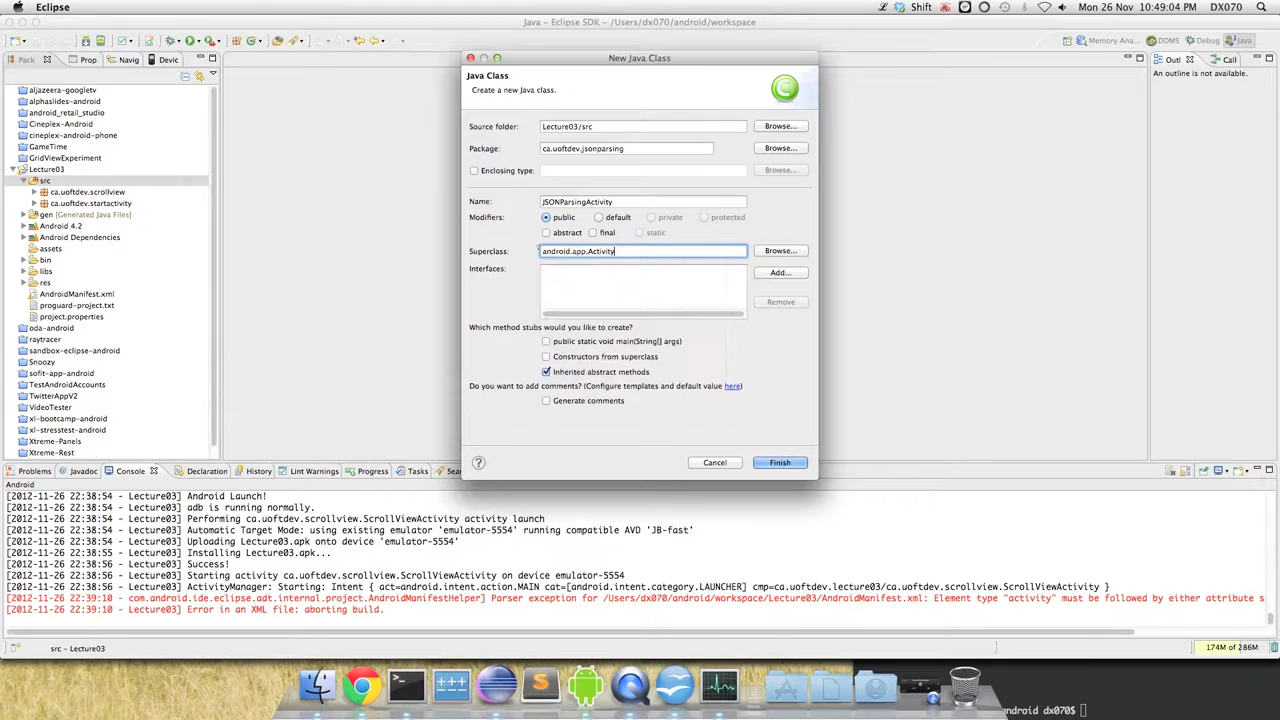 Eclipse
Shift
Mon 26 Nov 10:49:04 DX070
Java – Eclipse SDK – /Users/dx070/android/workspace
Memory Ana...
DDMS
Debug
Java
Pack
Prop
Navig
Devic
Outl
Call
An outline is not available.
aljazeera-googletv
alphaslides-android
android_retail_studio
Cineplex-Android
cineplex-android-phone
GameTime
GridViewExperiment
Lecture03
src
ca.uoftdev.scrollview
ca.uoftdev.startactivity
gen [Generated Java Files]
Android 4.2
Android Dependencies
assets
bin
libs
res
AndroidManifest.xml
proguard-project.txt
project.properties
oda-android
raytracer
sandbox-eclipse-android
Snoozy
sofit-app-android
TestAndroidAccounts
TwitterAppV2
VideoTester
xl-bootcamp-android
xl-stresstest-android
Xtreme-Panels
Xtreme-Rest
New Java Class
Java Class
Create a new Java class.
Source folder: Lecture03/src Browse...
Package: ca.uoftdev.jsonparsing Browse...
Enclosing type: Browse...
Name: JSONParsingActivity
Modifiers: public default private protected
abstract final static
Superclass: android.app.Activity Browse...
Interfaces: Add...
Remove
Which method stubs would you like to create?
public static void main(String[] args)
Constructors from superclass
Inherited abstract methods
Do you want to add comments? (Configure templates and default value here)
Generate comments
? Cancel Finish
Problems Javadoc Console Declaration History Lint Warnings Progress Tasks Sear
Android
[2012-11-26 22:38:54 - Lecture03] Android Launch!
[2012-11-26 22:38:54 - Lecture03] adb is running normally.
[2012-11-26 22:38:54 - Lecture03] Performing ca.uoftdev.scrollview.ScrollViewActivity activity launch
[2012-11-26 22:38:54 - Lecture03] Automatic Target Mode: using existing emulator 'emulator-5554' running compatible AVD 'JB-fast'
[2012-11-26 22:38:54 - Lecture03] Uploading Lecture03.apk onto device 'emulator-5554'
[2012-11-26 22:38:54 - Lecture03] Installing Lecture03.apk...
[2012-11-26 22:38:56 - Lecture03] Success!
[2012-11-26 22:38:56 - Lecture03] Starting activity ca.uoftdev.scrollview.ScrollViewActivity on device emulator-5554
[2012-11-26 22:38:56 - Lecture03] ActivityManager: Starting: Intent { act=android.intent.action.MAIN cat=[android.intent.category.LAUNCHER] cmp=ca.uoftdev.lecture03/ca.uoftdev.scrollview.ScrollViewActivity }
[2012-11-26 22:39:10 - com.android.ide.eclipse.adt.internal.project.AndroidManifestHelper] Parser exception for /Users/dx070/android/workspace/Lecture03/AndroidManifest.xml: Element type "activity" must be followed by either attribute s
[2012-11-26 22:39:10 - Lecture03] Error in an XML file: aborting build.
src - Lecture03
174M of 286M
android dx070$